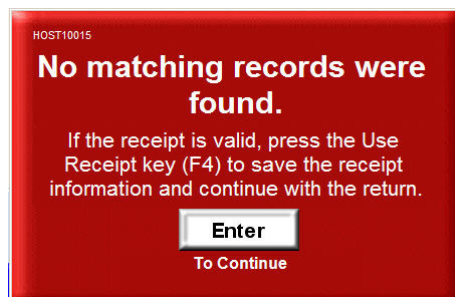 HOST10015
No matching records were
found.
If the receipt is valid, press the Use
Receipt key (F4) to save the receipt
information and continue with the return.
Enter
To Continue